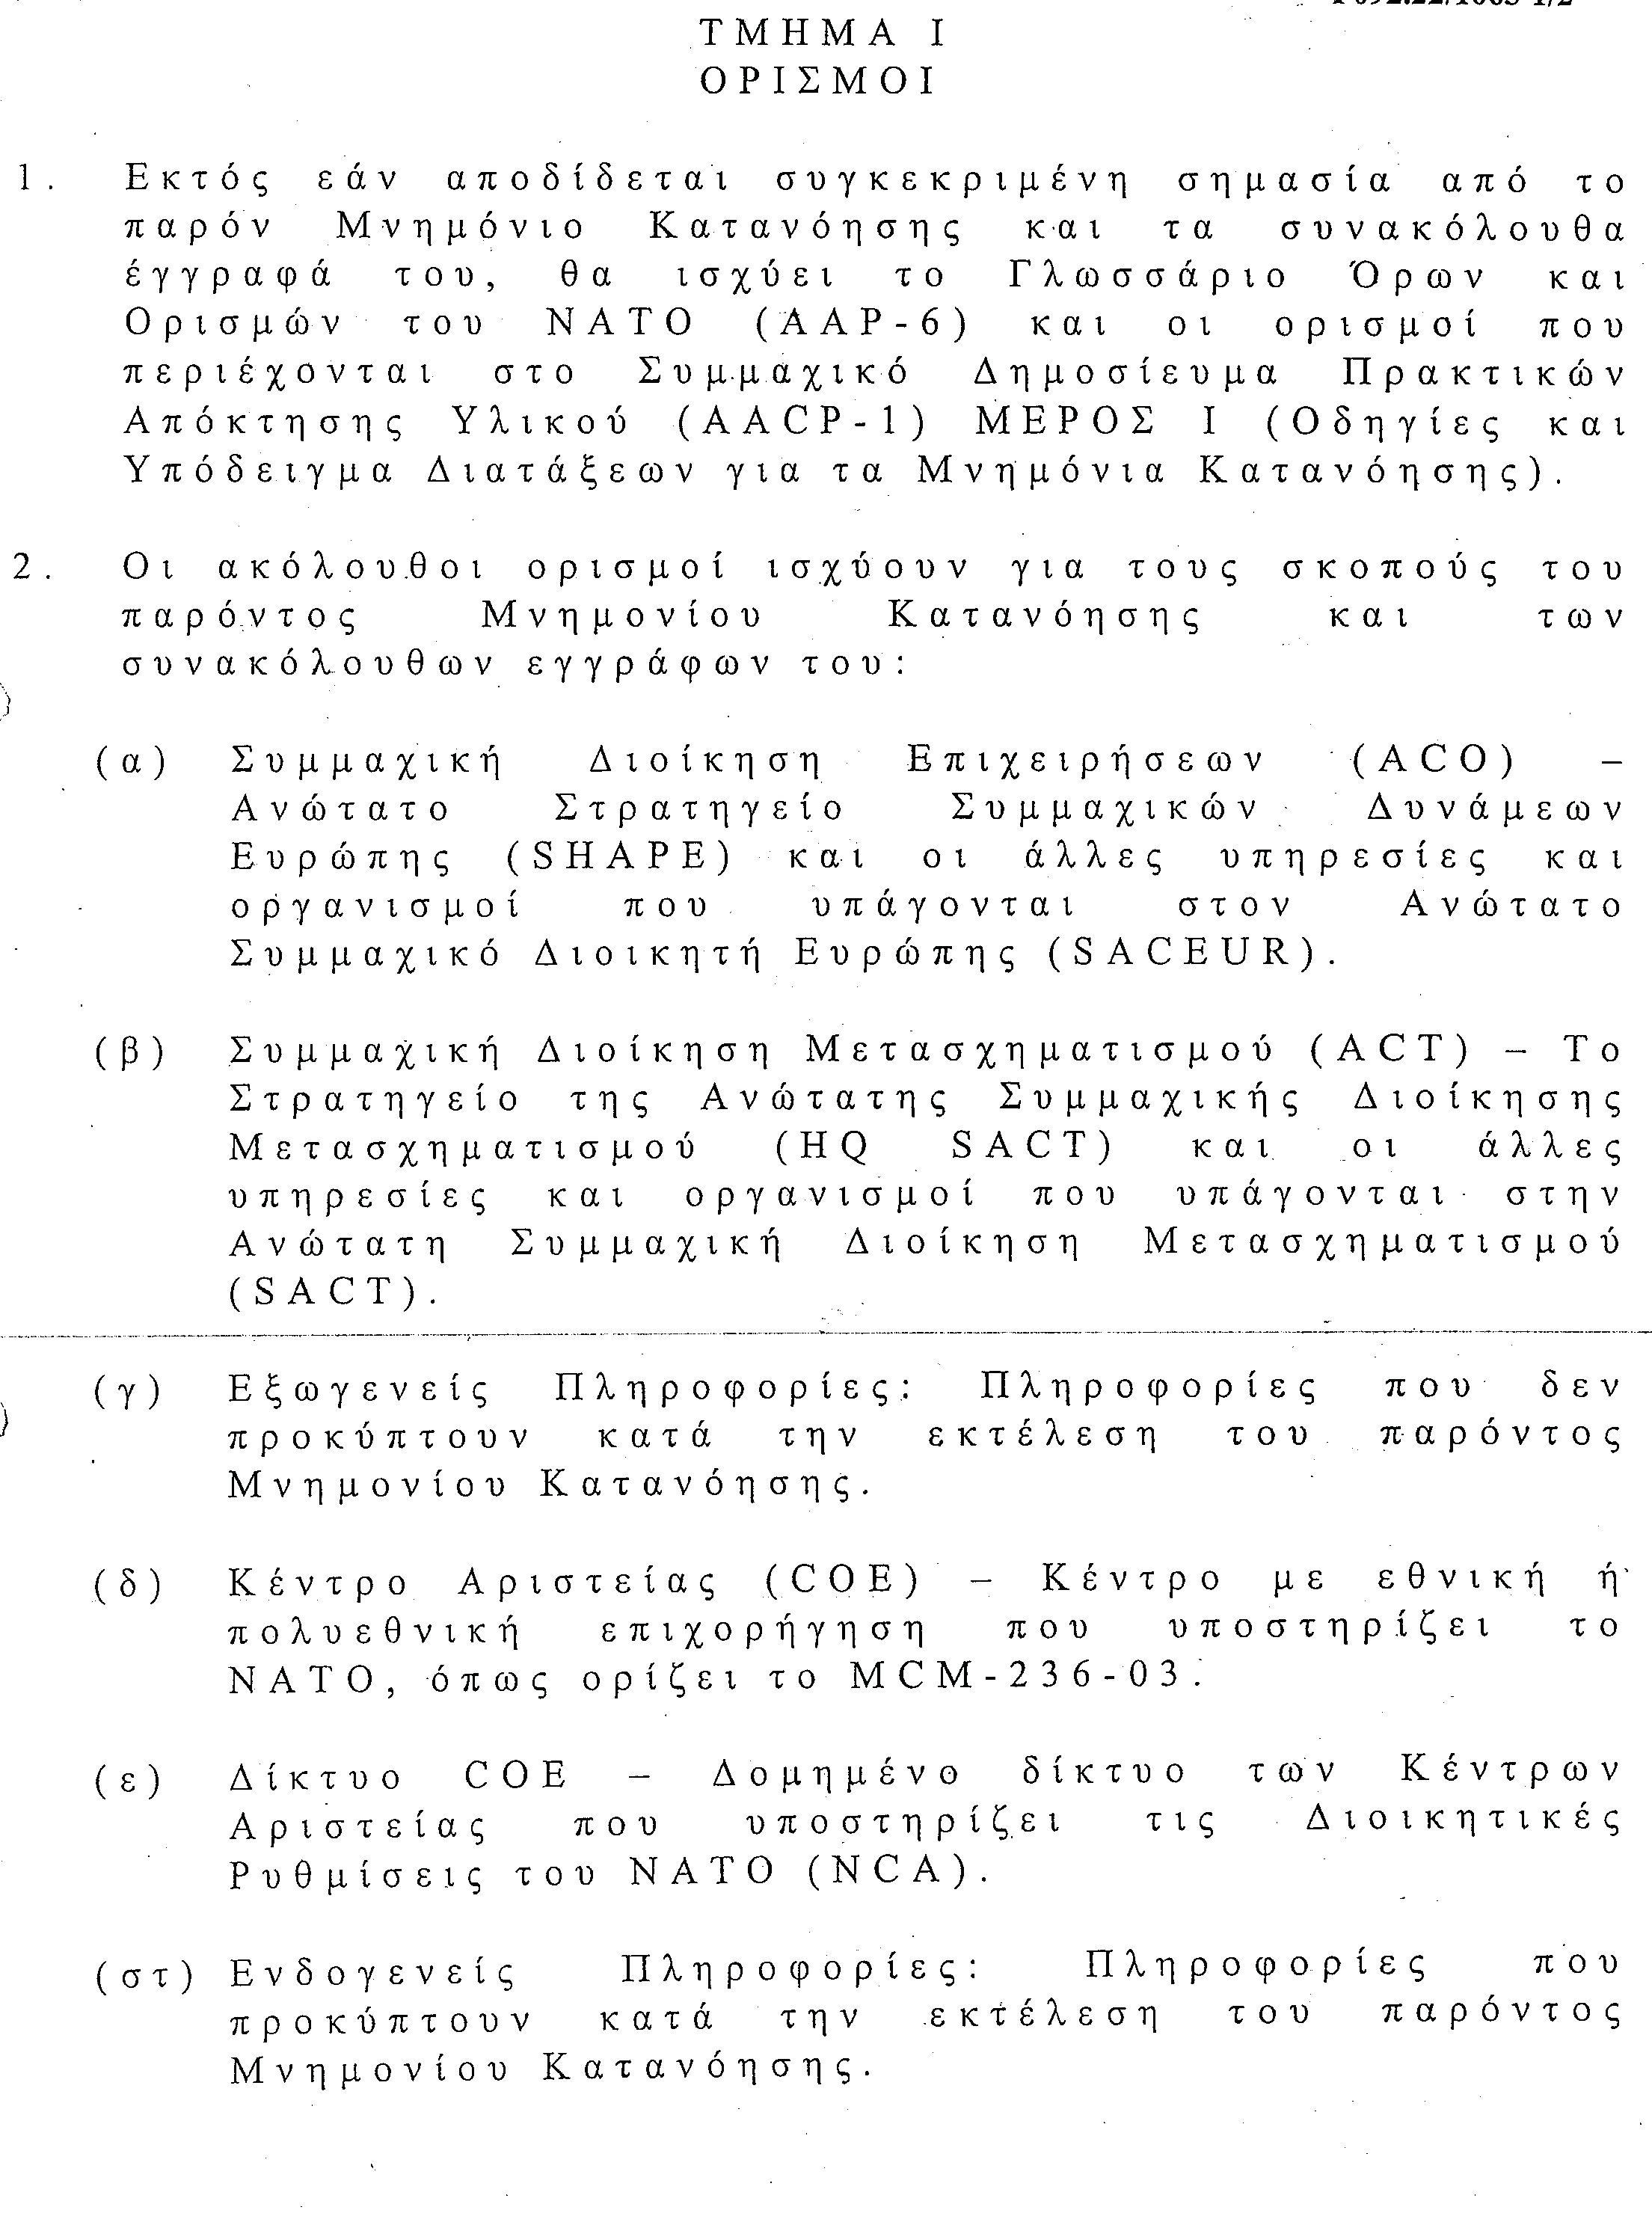 ΤΜΗΜΑ Ι
ΟΡΙΣΜΟΙ
1. Εκτός εάν αποδίδεται συγκεκριμένη σημασία από το
παρόν Μνημόνιο Κατανόησης και τα συνακόλουθα
έγγραφά του, θα ισχύει το Γλωσσάριο Όρων και
Ορισμών του ΝΑΤΟ (ΑΑΡ-6) και οι ορισμοί που
περιέχονται στο Συμμαχικό Δημοσίευμα Πρακτικών
Απόκτησης Υλικού (AACP-1) ΜΕΡΟΣ Ι (Οδηγίες και
Υπόδειγμα Διατάξεων για τα Μνημόνια Κατανόησης).
2. Οι ακόλουθοι ορισμοί ισχύουν για τους σκοπούς του
παρόντος Μνημονίου Κατανόησης και των
συνακόλουθων εγγράφων του:
(α) Συμμαχική Διοίκηση Επιχειρήσεων (ACO) –
Ανώτατο Στρατηγείο Συμμαχικών Δυνάμεων
Ευρώπης (SHAPE) και οι άλλες υπηρεσίες και
οργανισμοί που υπάγονται στον Ανώτατο
Συμμαχικό Διοικητή Ευρώπης (SACEUR).
(β) Συμμαχική Διοίκηση Μετασχηματισμού (ACT) – Το
Στρατηγείο της Ανώτατης Συμμαχικής Διοίκησης
Μετασχηματισμού (HQ SACT) και οι άλλες
υπηρεσίες και οργανισμοί που υπάγονται στην
Ανώτατη Συμμαχική Διοίκηση Μετασχηματισμού
(SACT).
(γ) Εξωγενείς Πληροφορίες: Πληροφορίες που δεν
προκύπτουν κατά την εκτέλεση του παρόντος
Μνημονίου Κατανόησης.
(δ) Κέντρο Αριστείας (COE) – Κέντρο με εθνική ή
πολυεθνική επιχορήγηση που υποστηρίζει το
ΝΑΤΟ, όπως ορίζει το MCM-236-03.
(ε) Δίκτυο COE – Δομημένο δίκτυο των Κέντρων
Αριστείας που υποστηρίζει τις Διοικητικές
Ρυθμίσεις του ΝΑΤΟ (NCA).
(στ) Ενδογενείς Πληροφορίες: Πληροφορίες που
προκύπτουν κατά την εκτέλεση του παρόντος
Μνημονίου Κατανόησης.